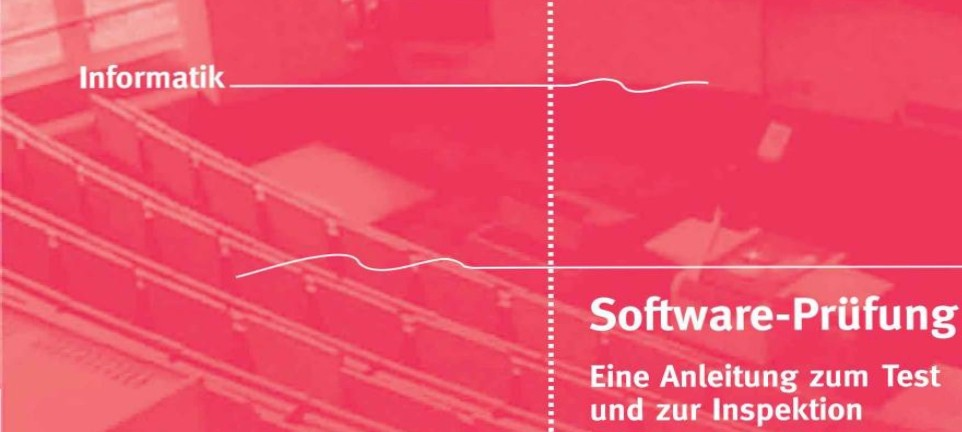 Informatik
Software-Prüfung
Eine Anleitung zum Test
und zur Inspektion